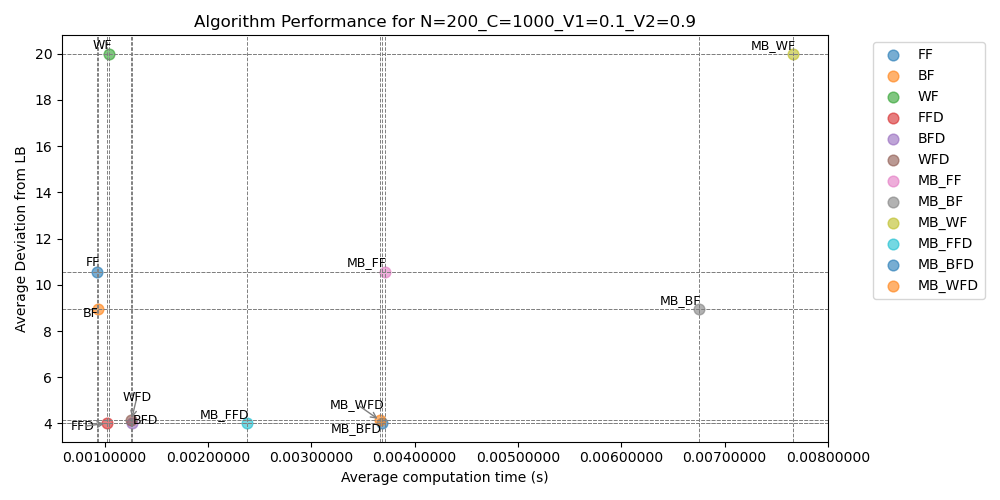 Algorithm Performance for N=200_C=1000_V1=0.1_V2=0.9
Average Deviation from LB
20
18
16
14
12
10
8
6
4
WF
MB_WF
FF
MB_FF
BF
MB_BF
WFD
FFD
BFD
MB_FFD
MB_WFD
MB_BFD
0.00100000 0.00200000 0.00300000 0.00400000 0.00500000 0.00600000 0.00700000 0.00800000
Average computation time (s)
FF
BF
WF
FFD
BFD
WFD
MB_FF
MB_BF
MB_WF
MB_FFD
MB_BFD
MB_WFD